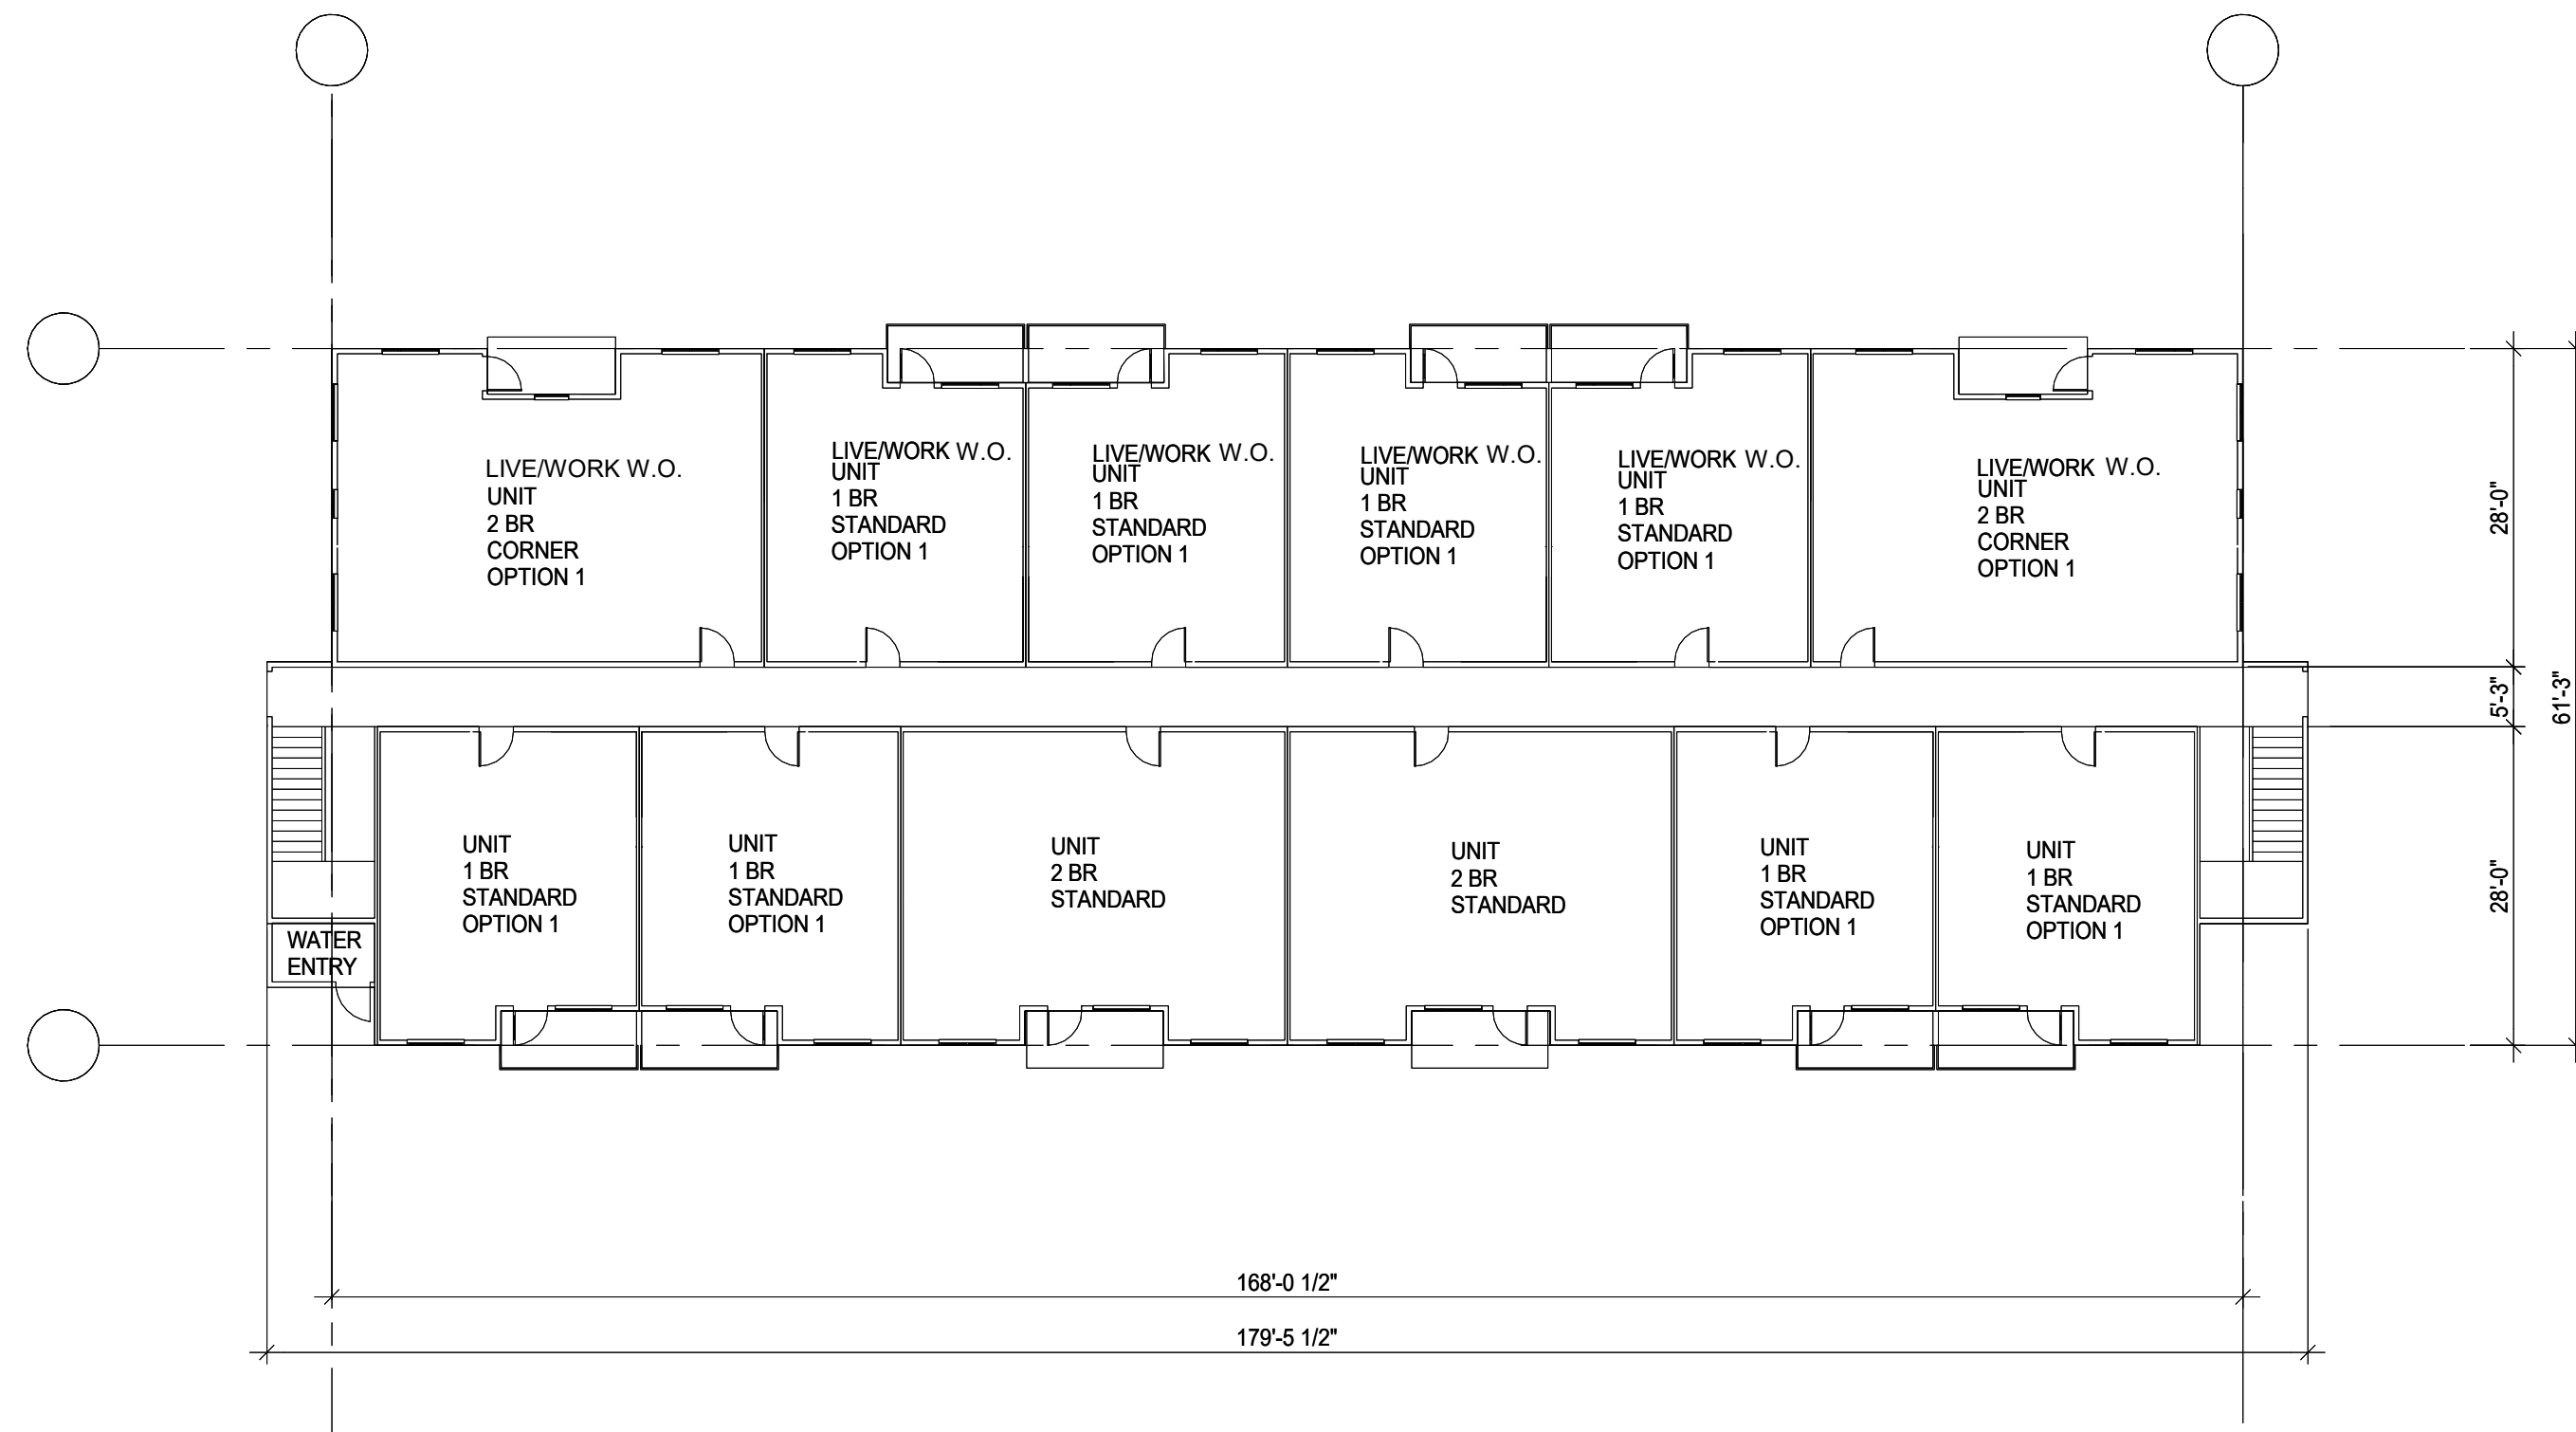 LIVE/WORK W.O.
UNIT
2 BR
CORNER
OPTION 1
LIVE/WORK W.O.
UNIT
1 BR
STANDARD
OPTION 1
LIVE/WORK W.O.
UNIT
1 BR
STANDARD
OPTION 1
LIVE/WORK W.O.
UNIT
1 BR
STANDARD
OPTION 1
LIVE/WORK W.O.
UNIT
1 BR
STANDARD
OPTION 1
LIVE/WORK W.O.
UNIT
2 BR
CORNER
OPTION 1
28'-0"
5'-3"
61'-3"
28'-0"
UNIT
1 BR
STANDARD
OPTION 1
UNIT
1 BR
STANDARD
OPTION 1
UNIT
2 BR
STANDARD
UNIT
2 BR
STANDARD
UNIT
1 BR
STANDARD
OPTION 1
UNIT
1 BR
STANDARD
OPTION 1
WATER
ENTRY
168'-0 1/2"
179'-5 1/2"